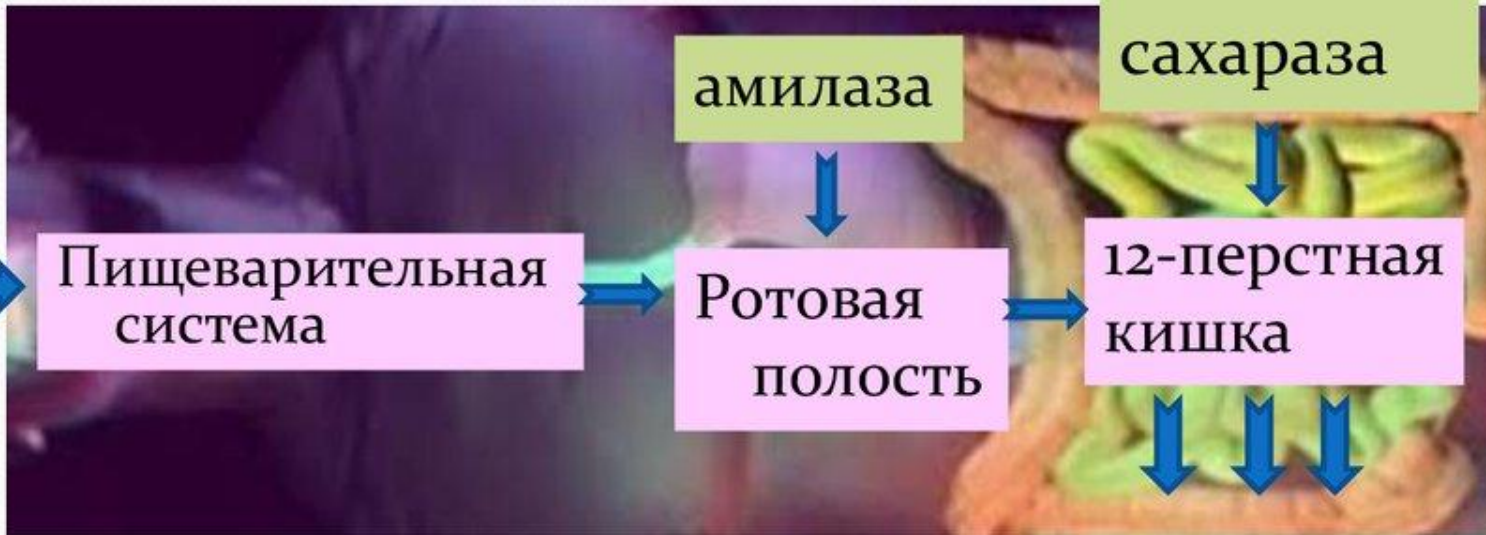 амилаза
сахараза
Пищеварительная
система
Ротовая
полость
12-перстная
кишка